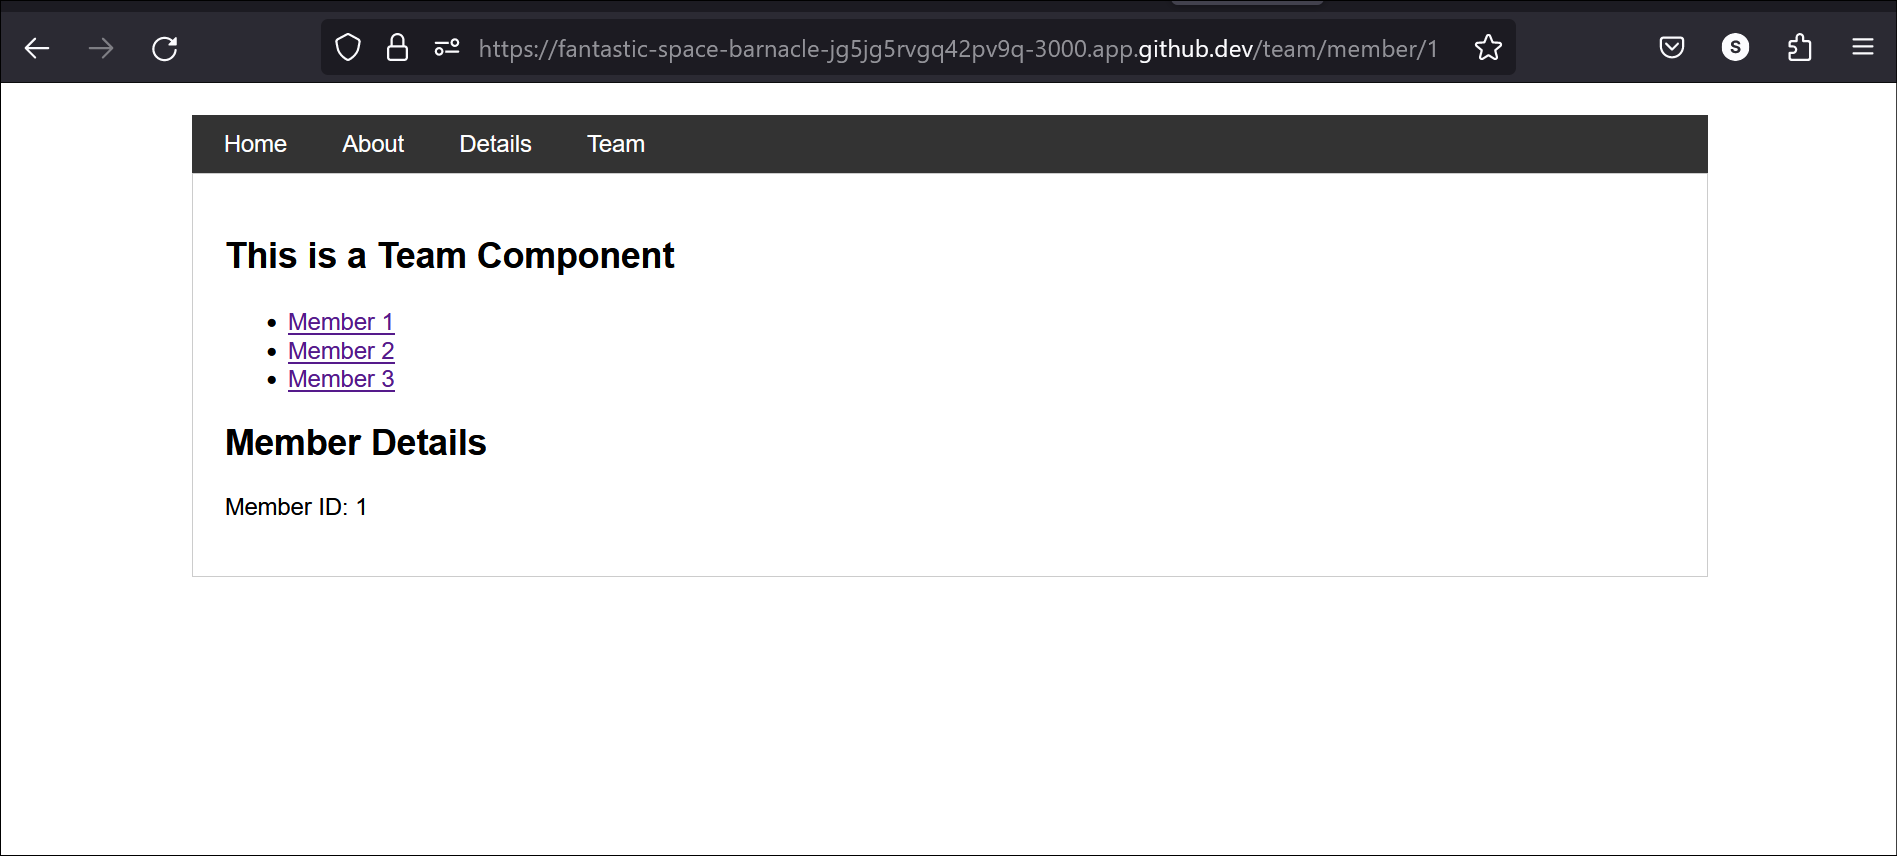 https://fantastic-space-barnacle-jg5jg5rvgq42pv9q-3000.app.github.dev/team/member/1
S
Home About Details Team
This is a Team Component
Member 1
Member 2
Member 3
Member Details
Member ID: 1